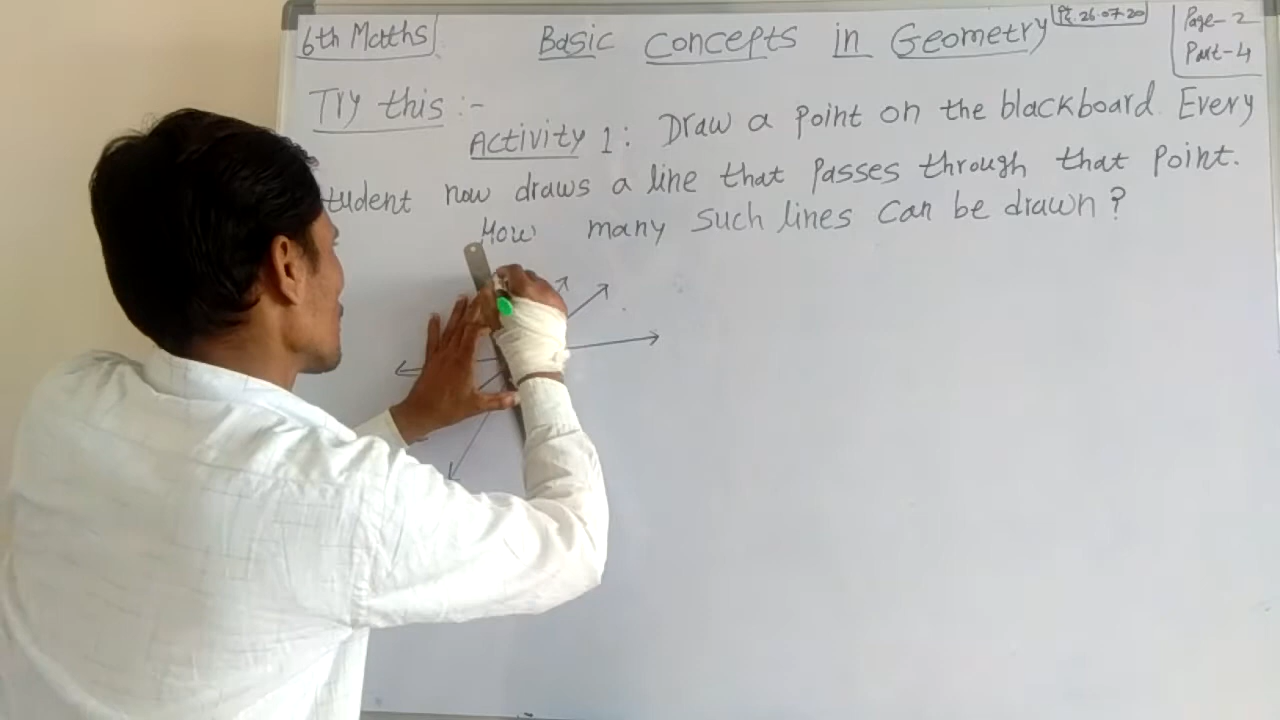 6th Maths
Basic Concepts in Geometry
26.07.20
Page-2
Part-4
Try this :-
Activity 1: Draw a point on the blackboard. Every
tudent now draws a line that passes through that point.
How many such lines can be drawn?